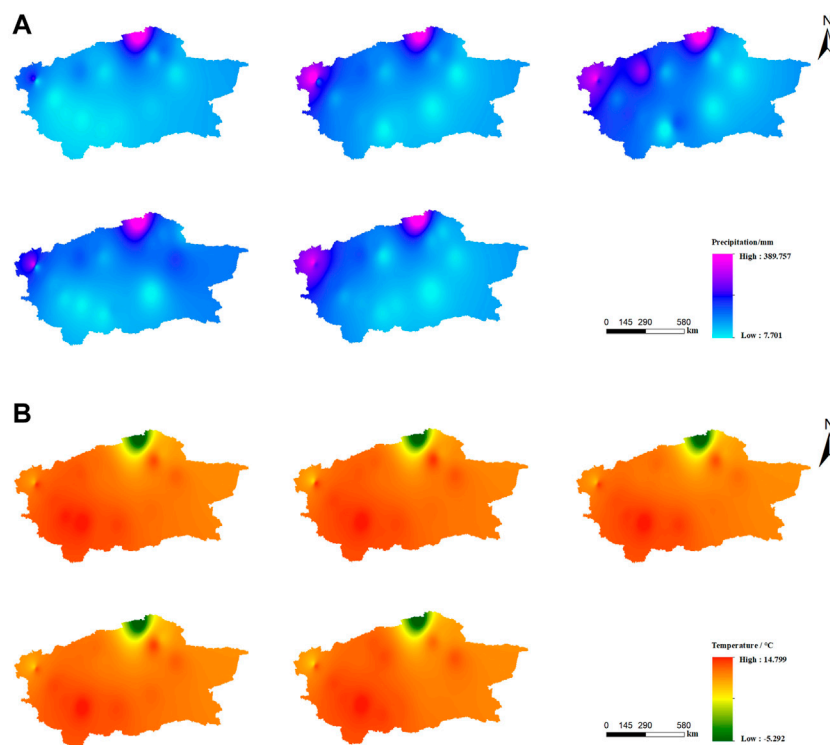 A
N
Precipitation/mm
High : 389.757
0 145 290 580
km
Low : 7.701
B
N
Temperature / °C
High : 14.799
0 145 290 580
km
Low : -5.292